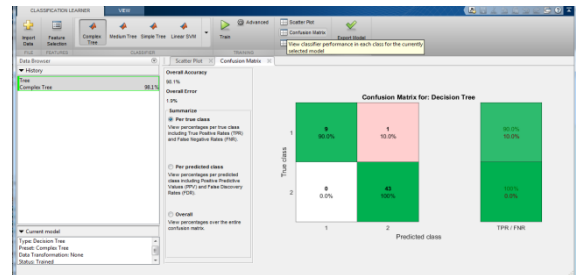 CLASSIFICATION LEARNER VIEW
Import Data
Feature Selection
Complex Tree
Medium Tree
Simple Tree
Linear SVM
Train
Advanced
Scatter Plot
Confusion Matrix
Export Model
FILE FEATURES CLASSIFIER TRAINING
View classifier performance in each class for the currently
selected model
Data Browser
History
Tree
Complex Tree 98.1%
Current model
Type: Decision Tree
Preset: Complex Tree
Data Transformation: None
Status: Trained
Scatter Plot Confusion Matrix
Overall Accuracy
98.1%
Overall Error
1.9%
Summarize
Per true class
View percentages per true class
including True Positive Rates (TPR)
and False Negative Rates (FNR).
Per predicted class
View percentages per predicted
class including Positive Predictive
Values (PPV) and False Discovery
Rates (FDR).
Overall
View percentages over the entire
confusion matrix.
Confusion Matrix for: Decision Tree
True class
1
9
90.0%
1
10.0%
90.0%
10.0%
2
0
0.0%
43
100%
100%
0.0%
1 2 TPR / FNR
Predicted class